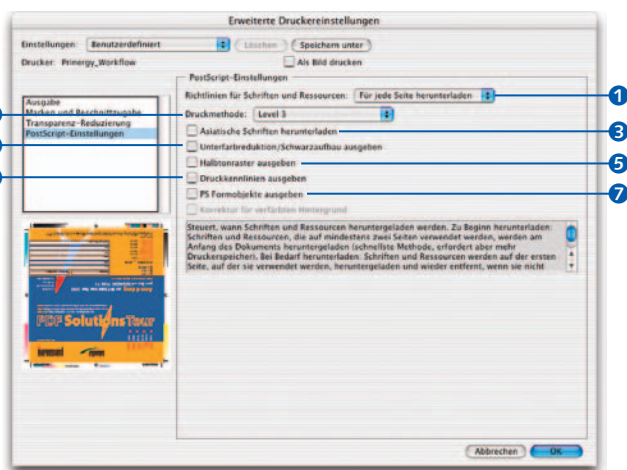 Erweiterte Druckereinstellungen
Einstellungen: Benutzerdefiniert Löschen Speichern unter
Drucker: Prinergy_Workflow Als Bild drucken
PostScript-Einstellungen
Richtlinien für Schriften und Ressourcen: Für jede Seite herunterladen 1
Ausgabe
Marken und Beschnittzugabe
Transparenz-Reduzierung
PostScript-Einstellungen
Druckmethode: Level 3
Asiatische Schriften herunterladen 3
Unterfarbreduktion/Schwarzaufbau ausgeben
Halbtonraster ausgeben 5
Druckkennlinien ausgeben
PS Formobjekte ausgeben 7
Korrektur für verfärbten Hintergrund
Steuert, wann Schriften und Ressourcen heruntergeladen werden. Zu Beginn herunterladen:
Schriften und Ressourcen, die auf mindestens zwei Seiten verwendet werden, werden am
Anfang des Dokuments heruntergeladen (schnellste Methode, erfordert aber mehr
Druckerspeicher). Bei Bedarf herunterladen: Schriften und Ressourcen werden auf der ersten
Seite, auf der sie verwendet werden, heruntergeladen und wieder entfernt, wenn sie nicht
PDF SolutionsTour
Abbrechen OK